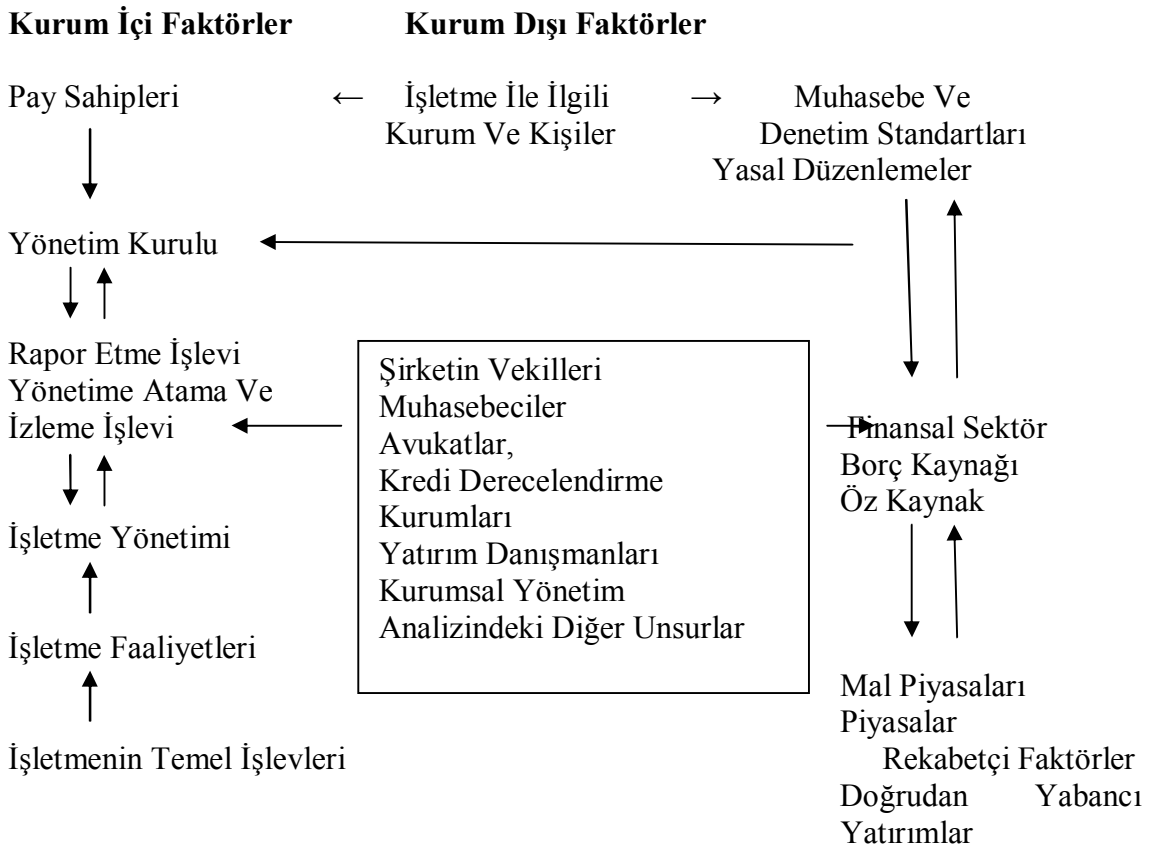 Kurum İçi Faktörler Kurum Dışı Faktörler
Pay Sahipleri ← İşletme İle İlgili → Muhasebe Ve
Kurum Ve Kişiler Denetim Standartları
Yasal Düzenlemeler
Yönetim Kurulu
Rapor Etme İşlevi
Yönetime Atama Ve
İzleme İşlevi
İşletme Yönetimi
İşletme Faaliyetleri
İşletmenin Temel İşlevleri
Şirketin Vekilleri
Muhasebeciler
Avukatlar,
Kredi Derecelendirme
Kurumları
Yatırım Danışmanları
Kurumsal Yönetim
Analizindeki Diğer Unsurlar
Finansal Sektör
Borç Kaynağı
Öz Kaynak
Mal Piyasaları
Piyasalar
Rekabetçi Faktörler
Doğrudan Yabancı
Yatırımlar